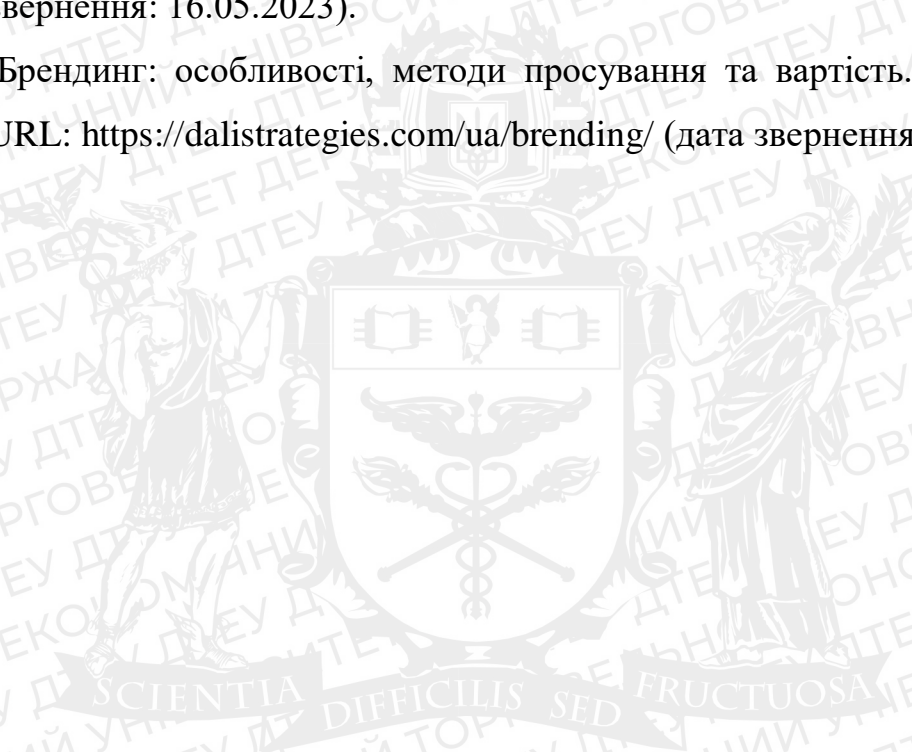 звернення: 16.05.2023).
Брендинг: особливості, методи просування та вартість.
URL: https://dalistrategies.com/ua/brending/ (дата звернення
SCIENTIA DIFFICILIS SED FRUCTUOSA